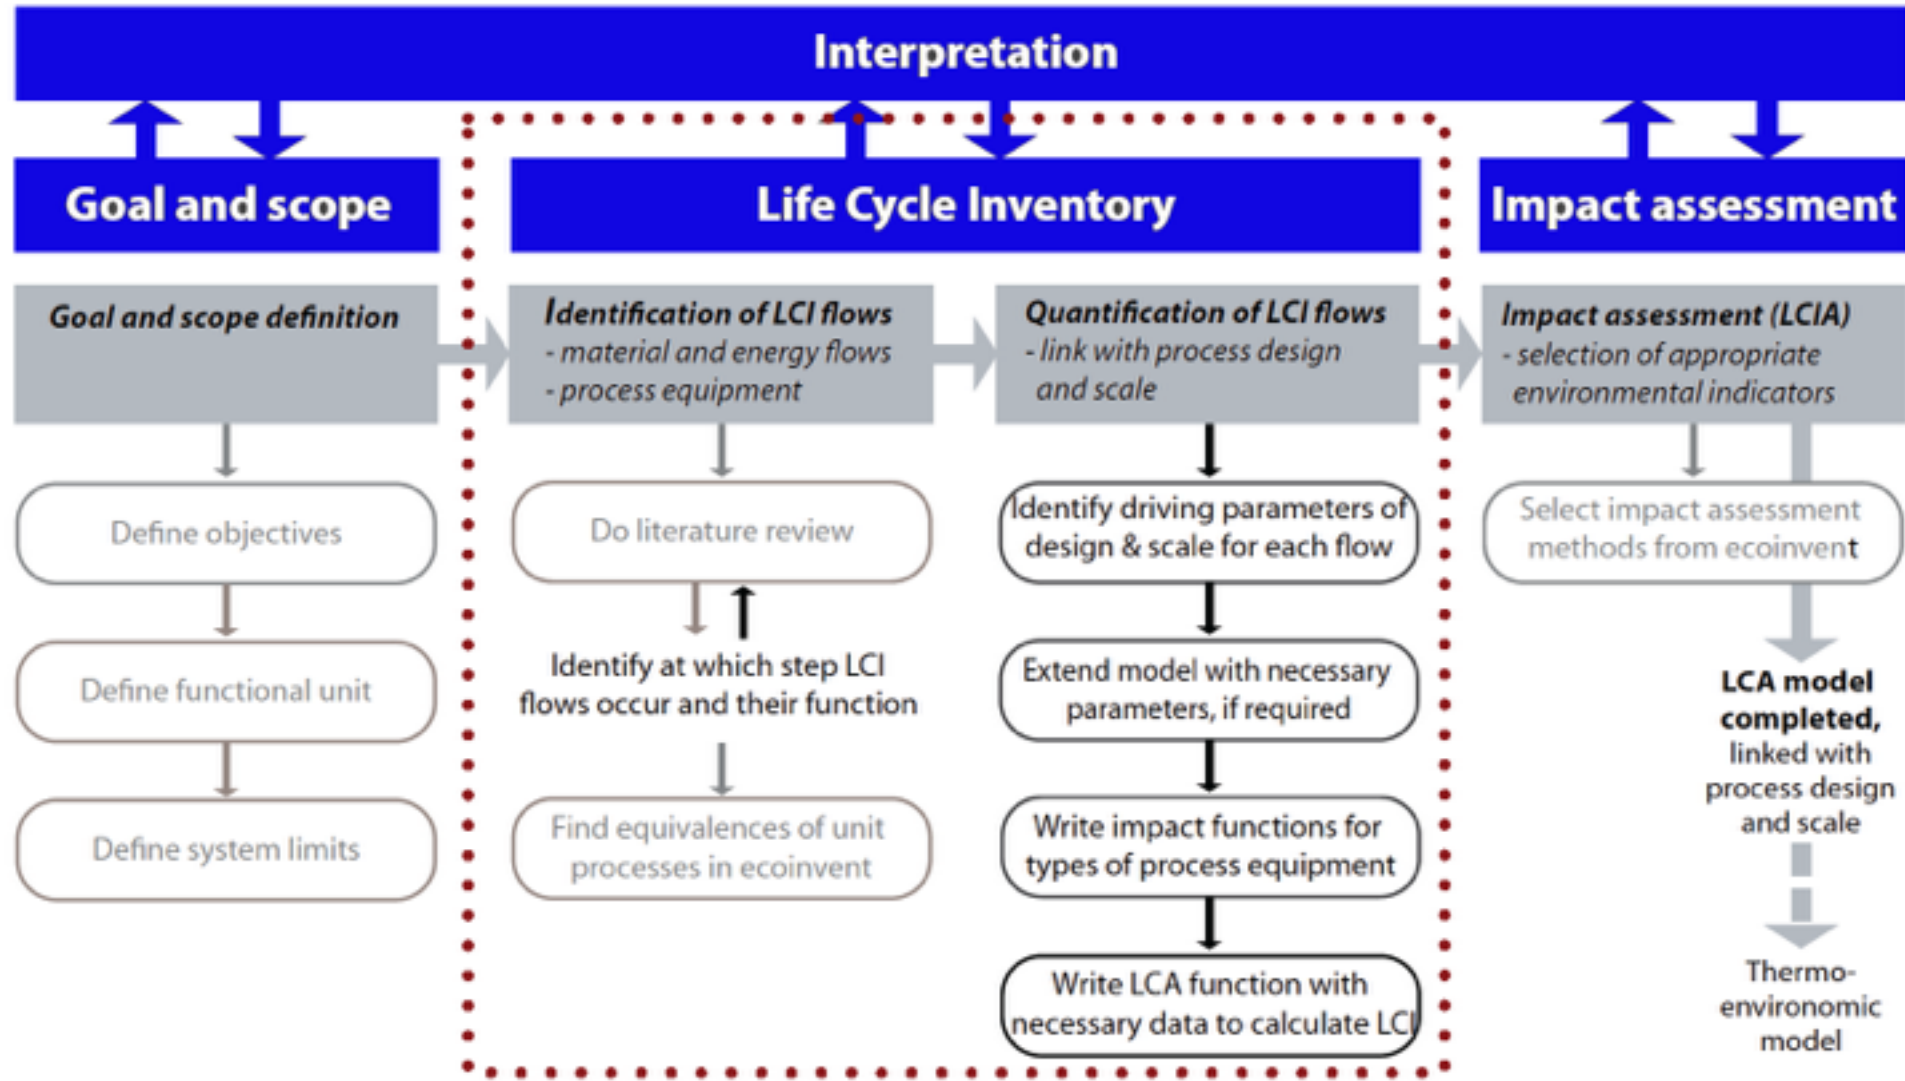 Interpretation
Goal and scope
Life Cycle Inventory
Impact assessment
Goal and scope definition
Identification of LCI flows
- material and energy flows
- process equipment
Quantification of LCI flows
- link with process design
and scale
Impact assessment (LCIA)
- selection of appropriate
environmental indicators
Define objectives
Define functional unit
Define system limits
Do literature review
Identify at which step LCI
flows occur and their function
Find equivalences of unit
processes in ecoinvent
Identify driving parameters of
design & scale for each flow
Extend model with necessary
parameters, if required
Write impact functions for
types of process equipment
Write LCA function with
necessary data to calculate LCI
Select impact assessment
methods from ecoinvent
LCA model
completed,
linked with
process design
and scale
Thermo-
environomic
model